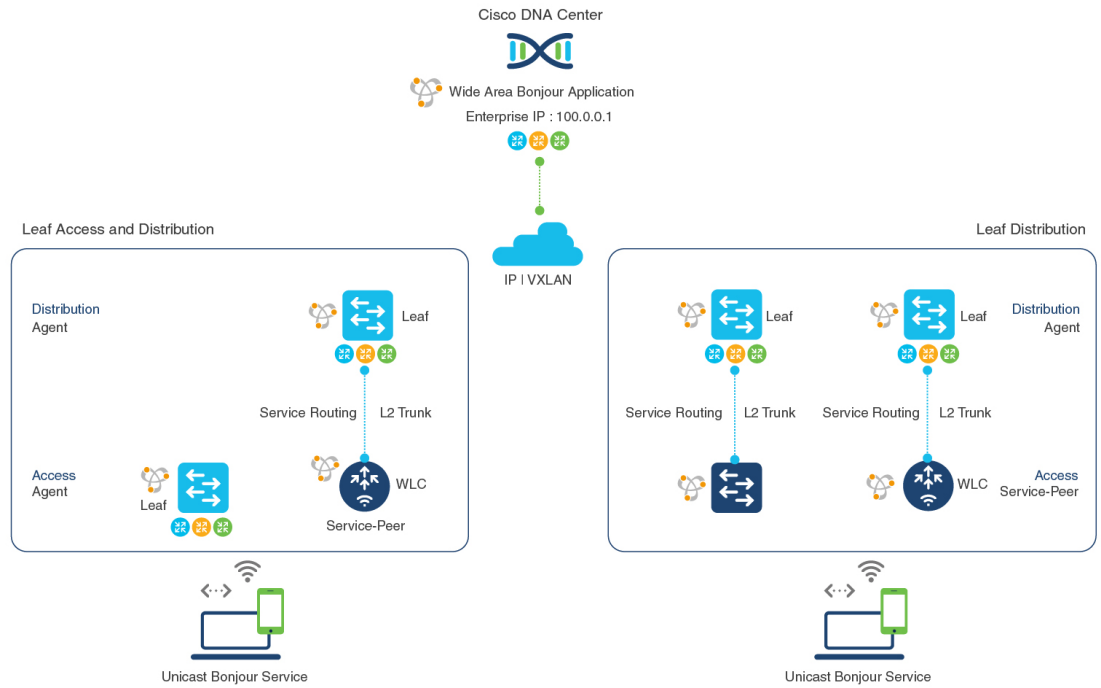 Cisco DNA Center
Wide Area Bonjour Application
Enterprise IP : 100.0.0.1
IP | VXLAN
Leaf Access and Distribution
Distribution
Agent
Leaf
Service Routing
L2 Trunk
Access
Agent
Leaf
WLC
Service-Peer
Unicast Bonjour Service
Leaf Distribution
Leaf
Leaf
Distribution
Agent
Service Routing
L2 Trunk
Service Routing
L2 Trunk
WLC
Access
Service-Peer
Unicast Bonjour Service